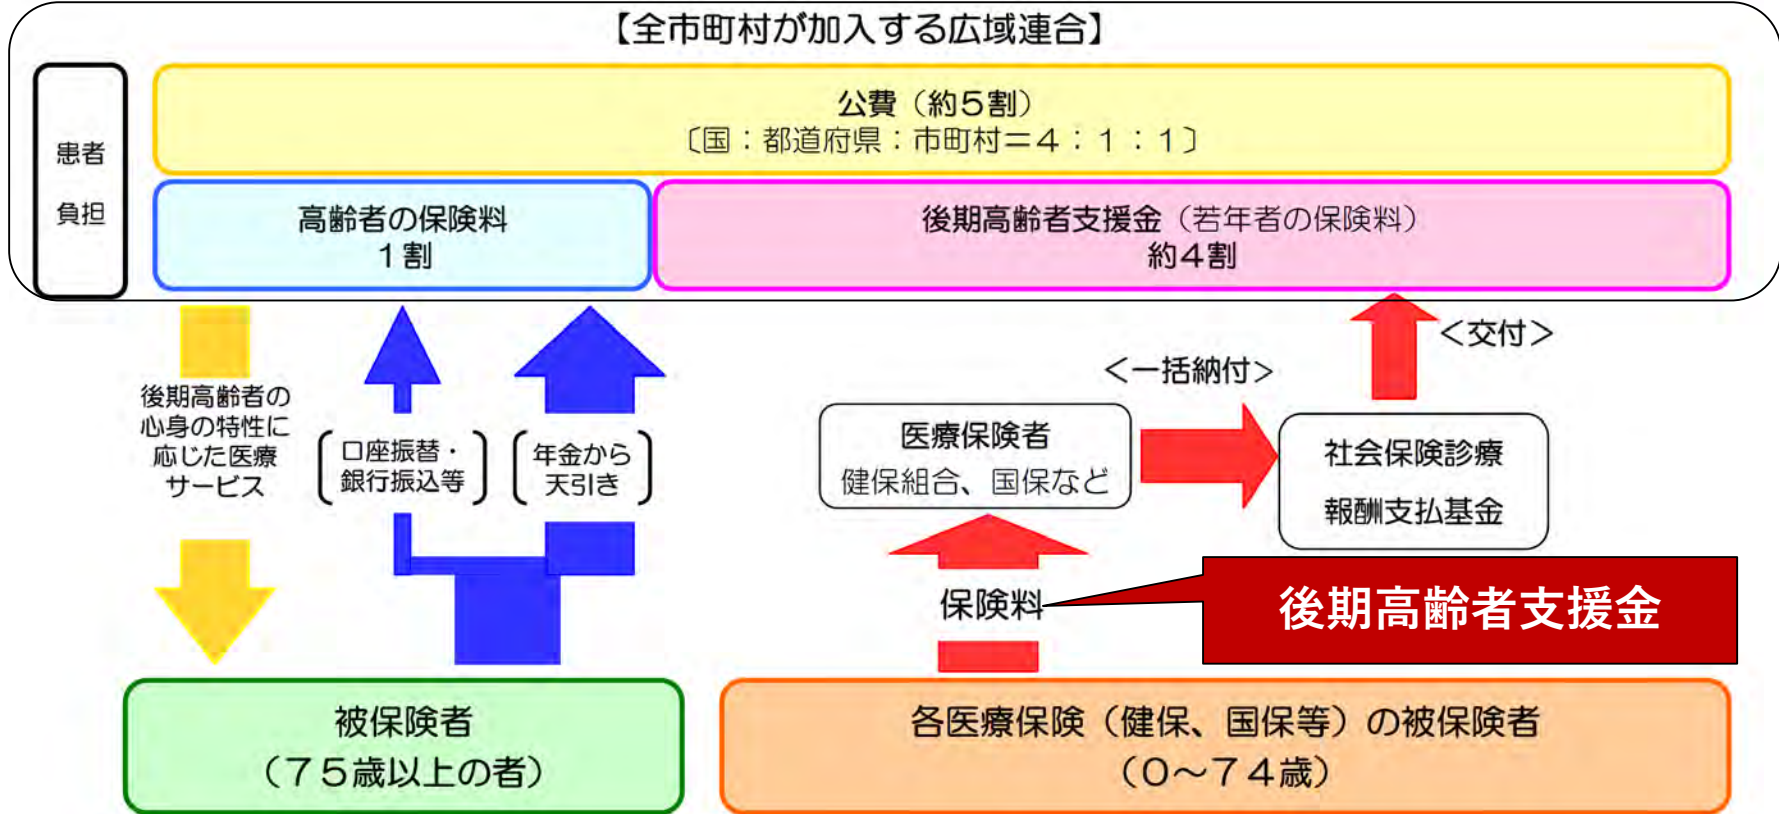 【全市町村が加入する広域連合】
患者
負担
公費（約５割）
〔国：都道府県：市町村＝４：１：１〕
高齢者の保険料
１割
後期高齢者支援金（若年者の保険料）
約４割
後期高齢者の
心身の特性に
応じた医療
サービス
口座振替・
銀行振込等
年金から
天引き
＜一括納付＞
＜交付＞
医療保険者
健保組合、国保など
社会保険診療
報酬支払基金
保険料
後期高齢者支援金
被保険者
（７５歳以上の者）
各医療保険（健保、国保等）の被保険者
（０～７４歳）